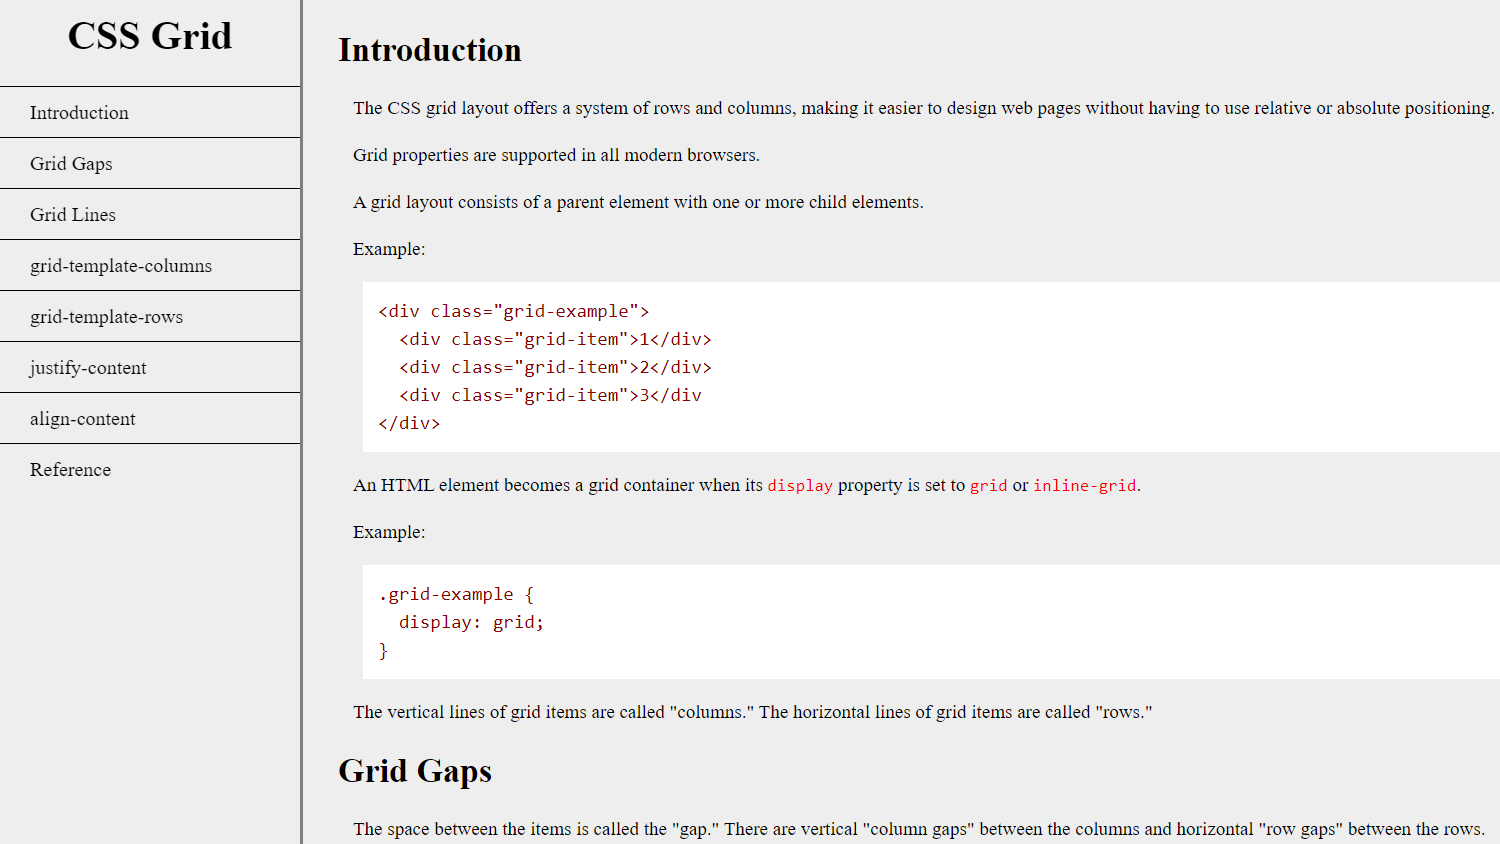 CSS Grid
Introduction
Grid Gaps
Grid Lines
grid-template-columns
grid-template-rows
justify-content
align-content
Reference
Introduction
The CSS grid layout offers a system of rows and columns, making it easier to design web pages without having to use relative or absolute positioning.
Grid properties are supported in all modern browsers.
A grid layout consists of a parent element with one or more child elements.
Example:
<div class="grid-example">
  <div class="grid-item">1</div>
  <div class="grid-item">2</div>
  <div class="grid-item">3</div
</div>
An HTML element becomes a grid container when its display property is set to grid or inline-grid.
Example:
.grid-example {
  display: grid;
}
The vertical lines of grid items are called "columns." The horizontal lines of grid items are called "rows."
Grid Gaps
The space between the items is called the "gap." There are vertical "column gaps" between the columns and horizontal "row gaps" between the rows.